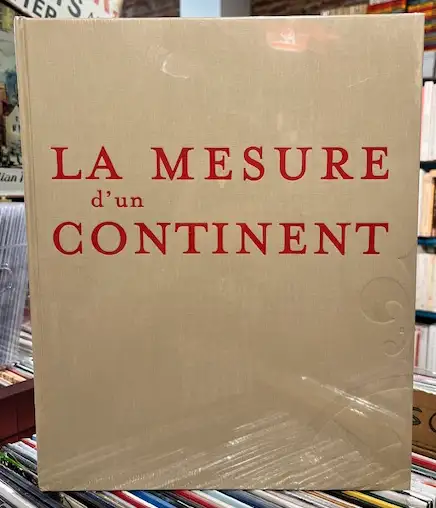 LA MESURE
d'un
CONTINENT